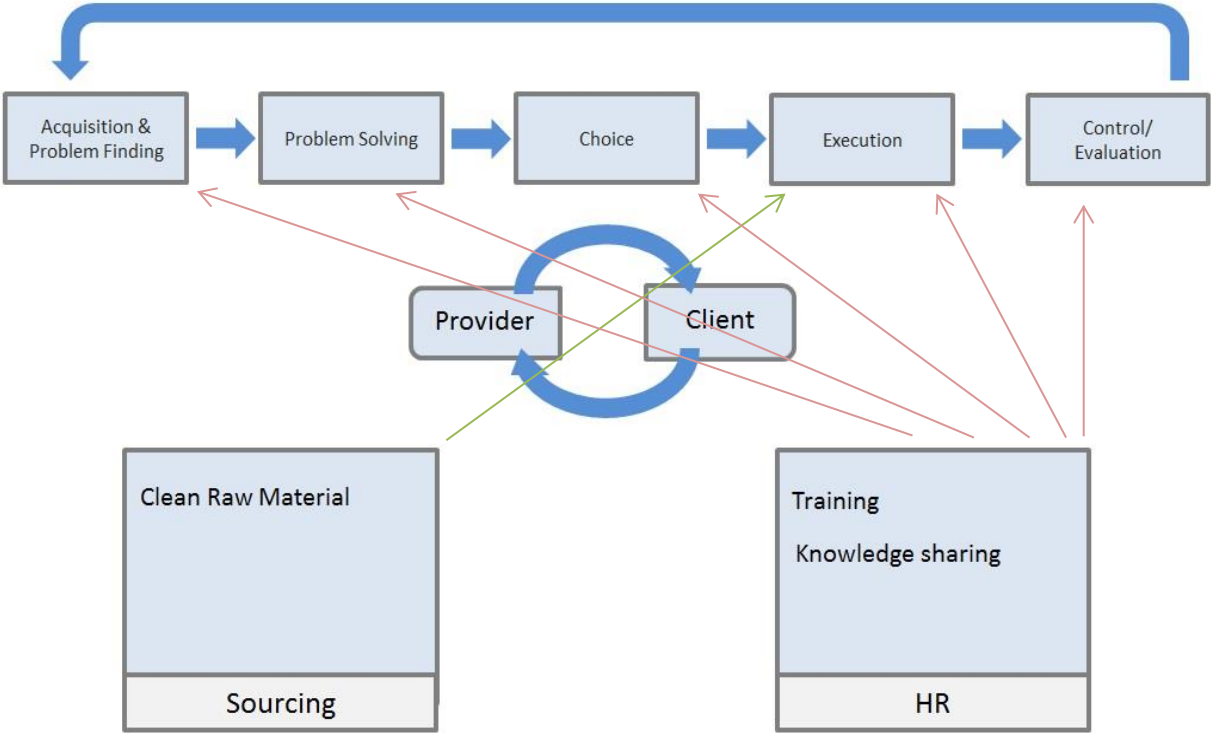 Acquisition &
Problem Finding
Problem Solving
Choice
Execution
Control/
Evaluation
Provider
Client
Clean Raw Material
Sourcing
Training
Knowledge sharing
HR